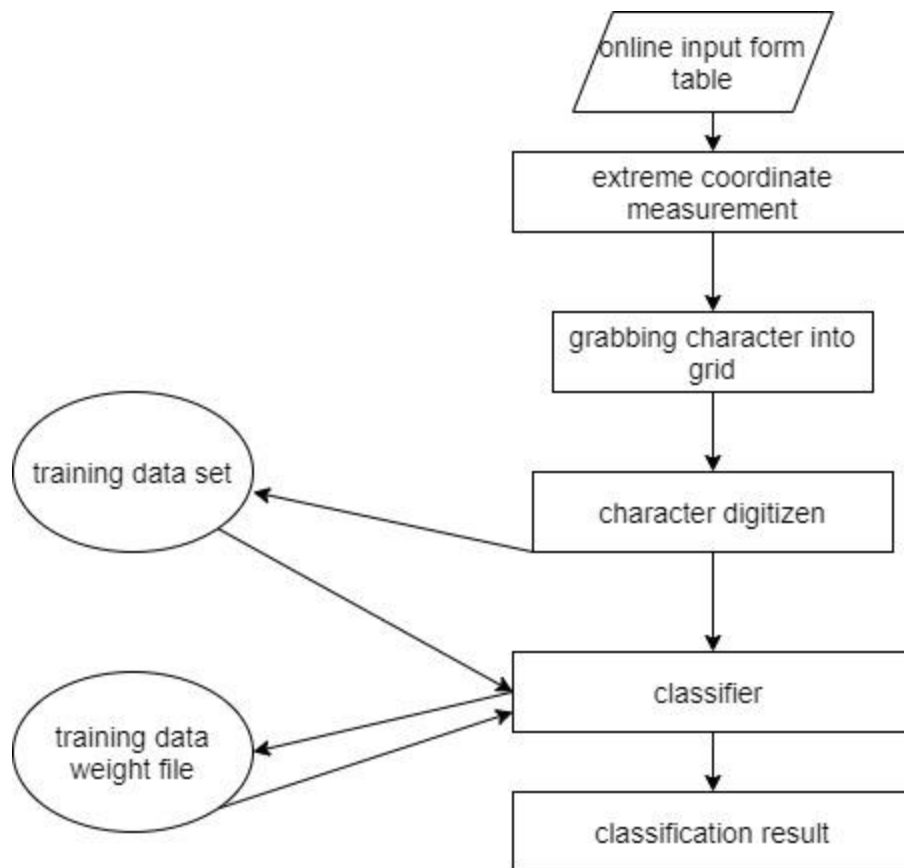 online input form
table
extreme coordinate
measurement
grabbing character into
grid
training data set
character digitizen
classifier
training data
weight file
classification result